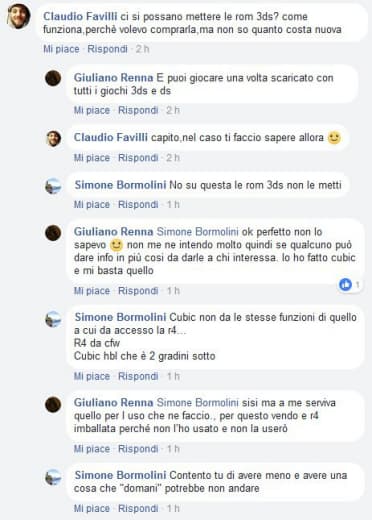 Claudio Favilli ci si possano mettere le rom 3ds? come
funziona,perchè volevo comprarla,ma non so quanto costa nuova
Mi piace · Rispondi · 2 h
Giuliano Renna E puoi giocare una volta scaricato con
tutti i giochi 3ds e ds
Mi piace · Rispondi · 2 h
Claudio Favilli capito,nel caso ti faccio sapere allora
Mi piace · Rispondi · 2 h
Simone Bormolini No su questa le rom 3ds non le metti
Mi piace · Rispondi · 1 h
Giuliano Renna Simone Bormolini ok perfetto non lo
sapevo non me ne intendo molto quindi se qualcuno può
dare info in più cosi da darle a chi interessa. Io ho fatto cubic
e mi basta quello
1
Mi piace · Rispondi · 1 h
Simone Bormolini Cubic non da le stesse funzioni di quello
a cui da accesso la r4...
R4 da cfw
Cubic hbl che è 2 gradini sotto
Mi piace · Rispondi · 1 h
Giuliano Renna Simone Bormolini sisi ma a me serviva
quello per l uso che ne faccio., per questo vendo e r4
imballata perché non l'ho usato e non la userò
Mi piace · Rispondi · 1 h
Simone Bormolini Contento tu di avere meno e avere una
cosa che "domani" potrebbe non andare
Mi piace · Rispondi · 1 h